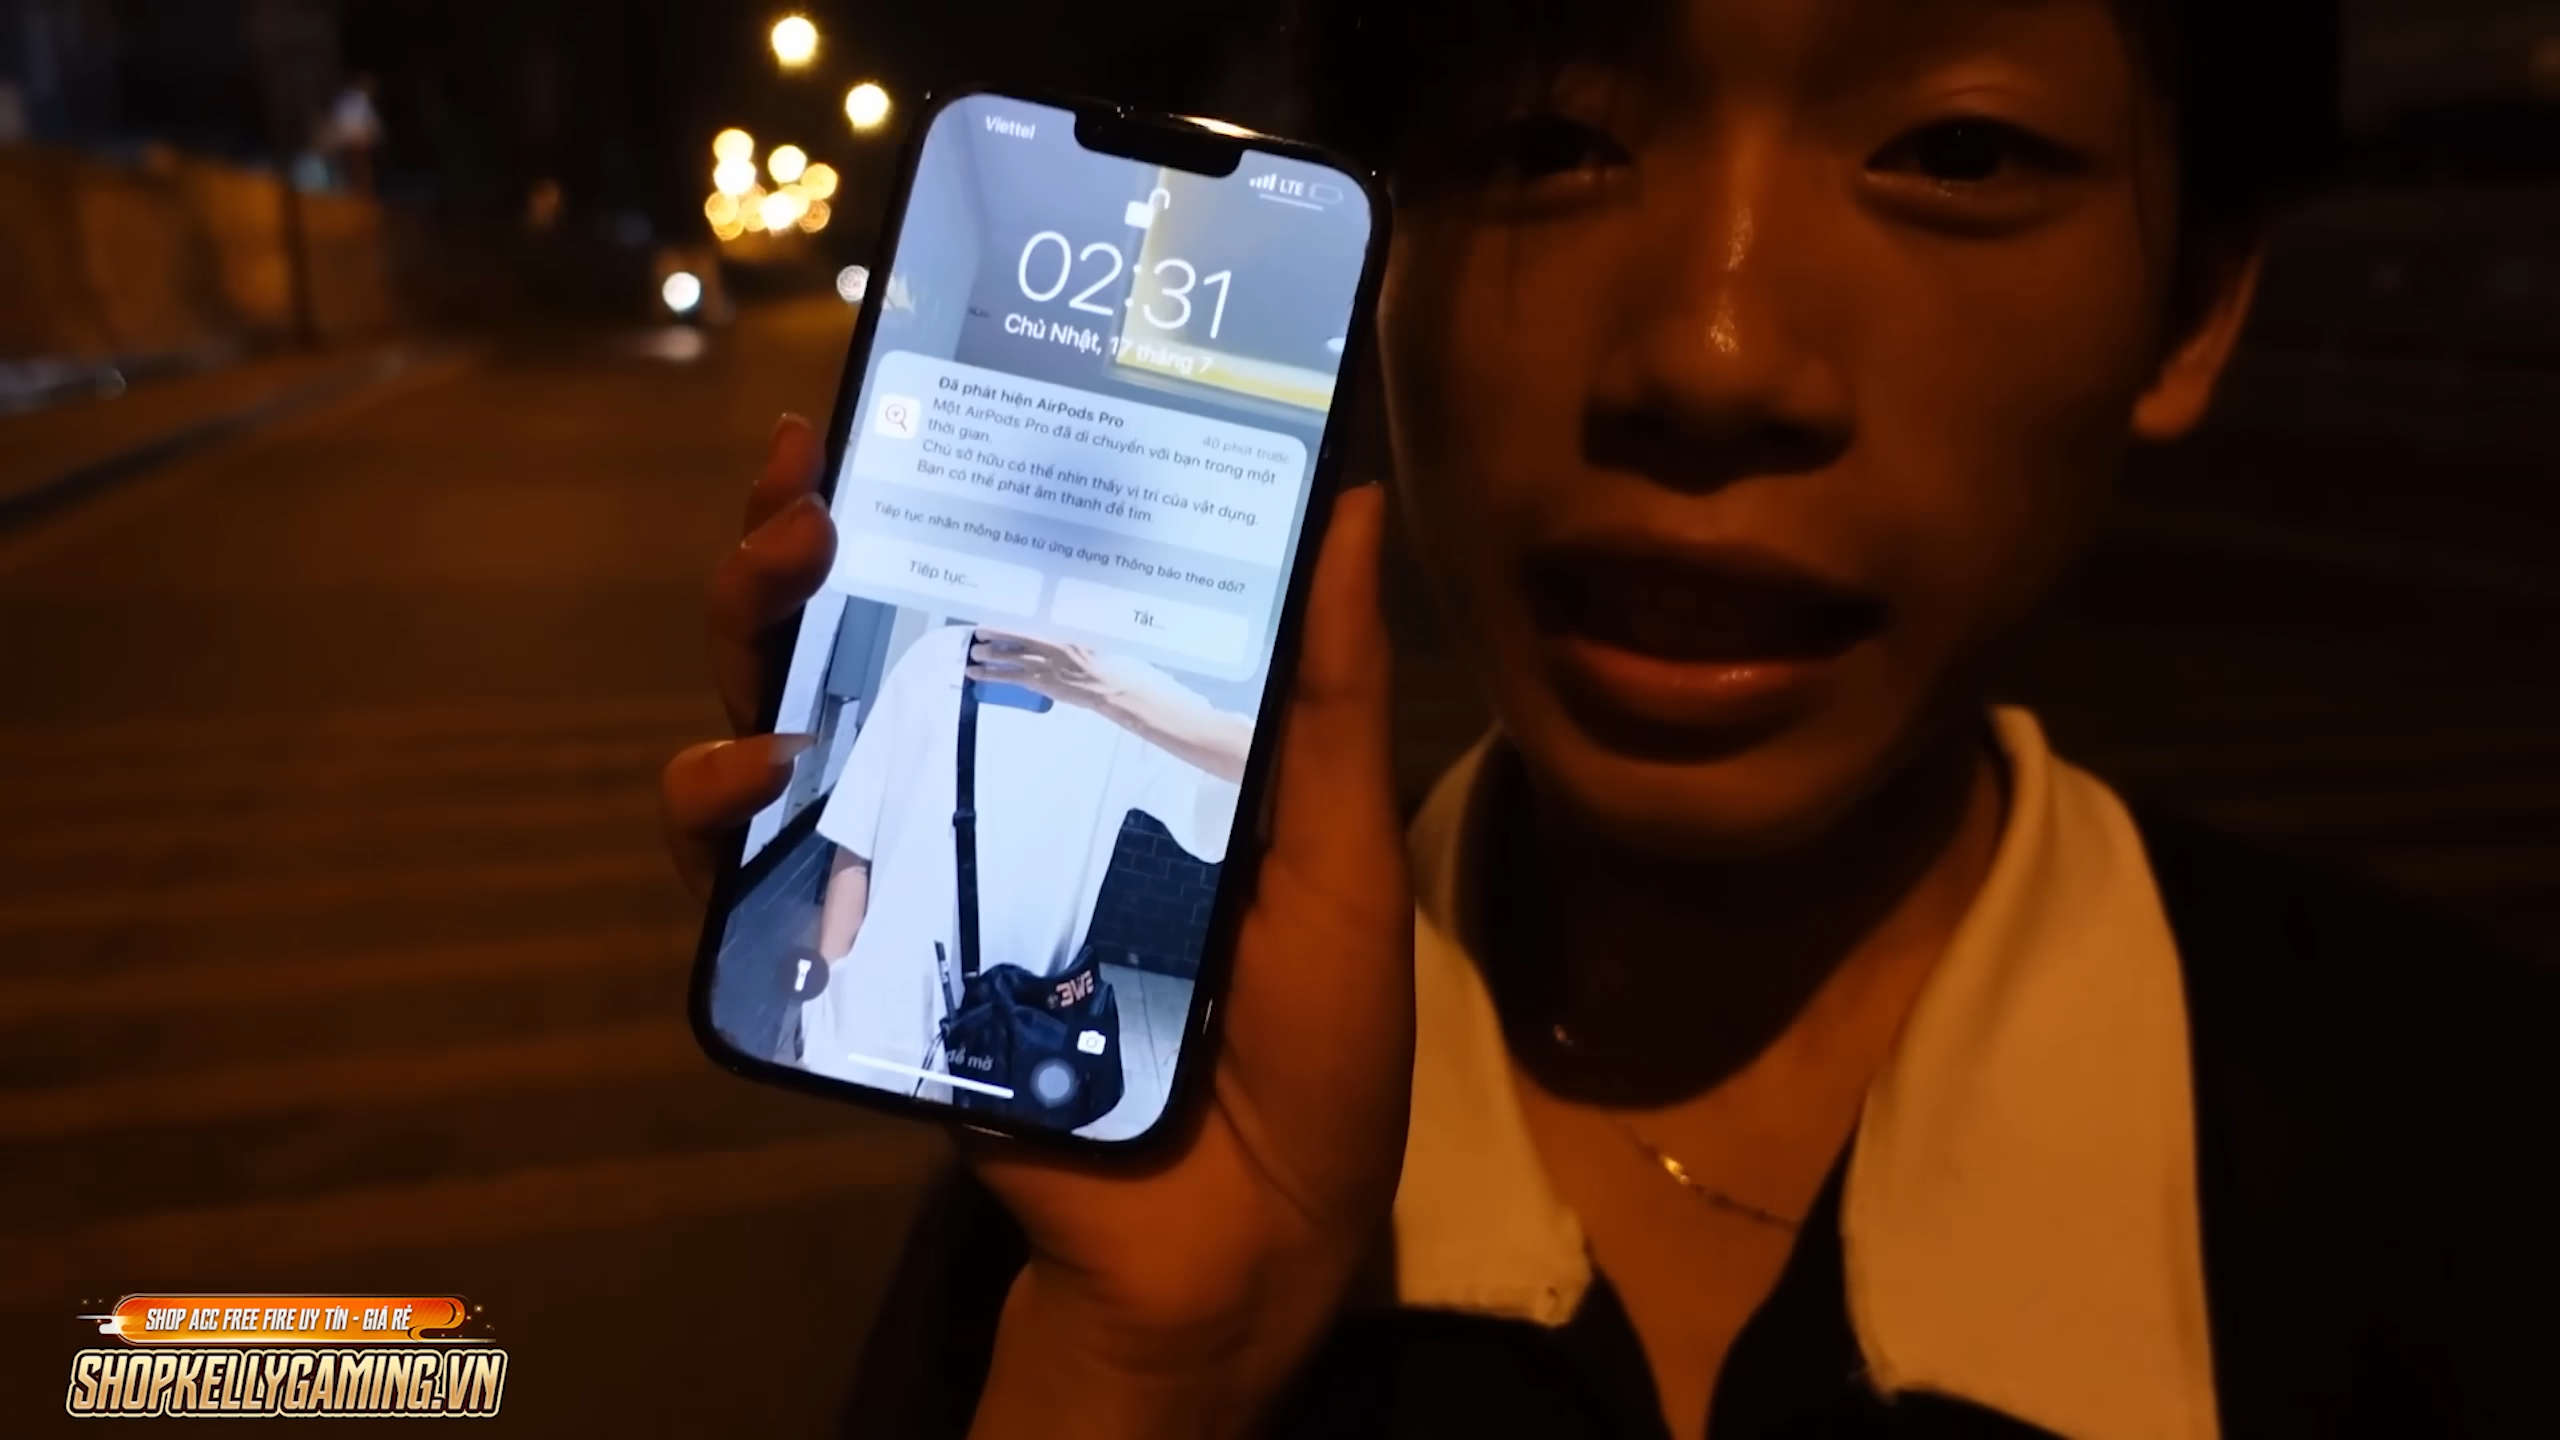 Viettel
LTE
02:31
Chủ Nhật, 17 tháng 7
Đã phát hiện AirPods Pro
40 phút trước
Một AirPods Pro đã di chuyển với bạn trong một
thời gian.
Chủ sở hữu có thể nhìn thấy vị trí của vật dụng.
Bạn có thể phát âm thanh để tìm.
Tiếp tục nhận thông báo từ ứng dụng Thông báo theo dõi?
Tiếp tục...
Tắt...
để mở
SHOP ACC FREE FIRE UY TÍN - GIÁ RẺ
SHOPKELLYGAMING.VN